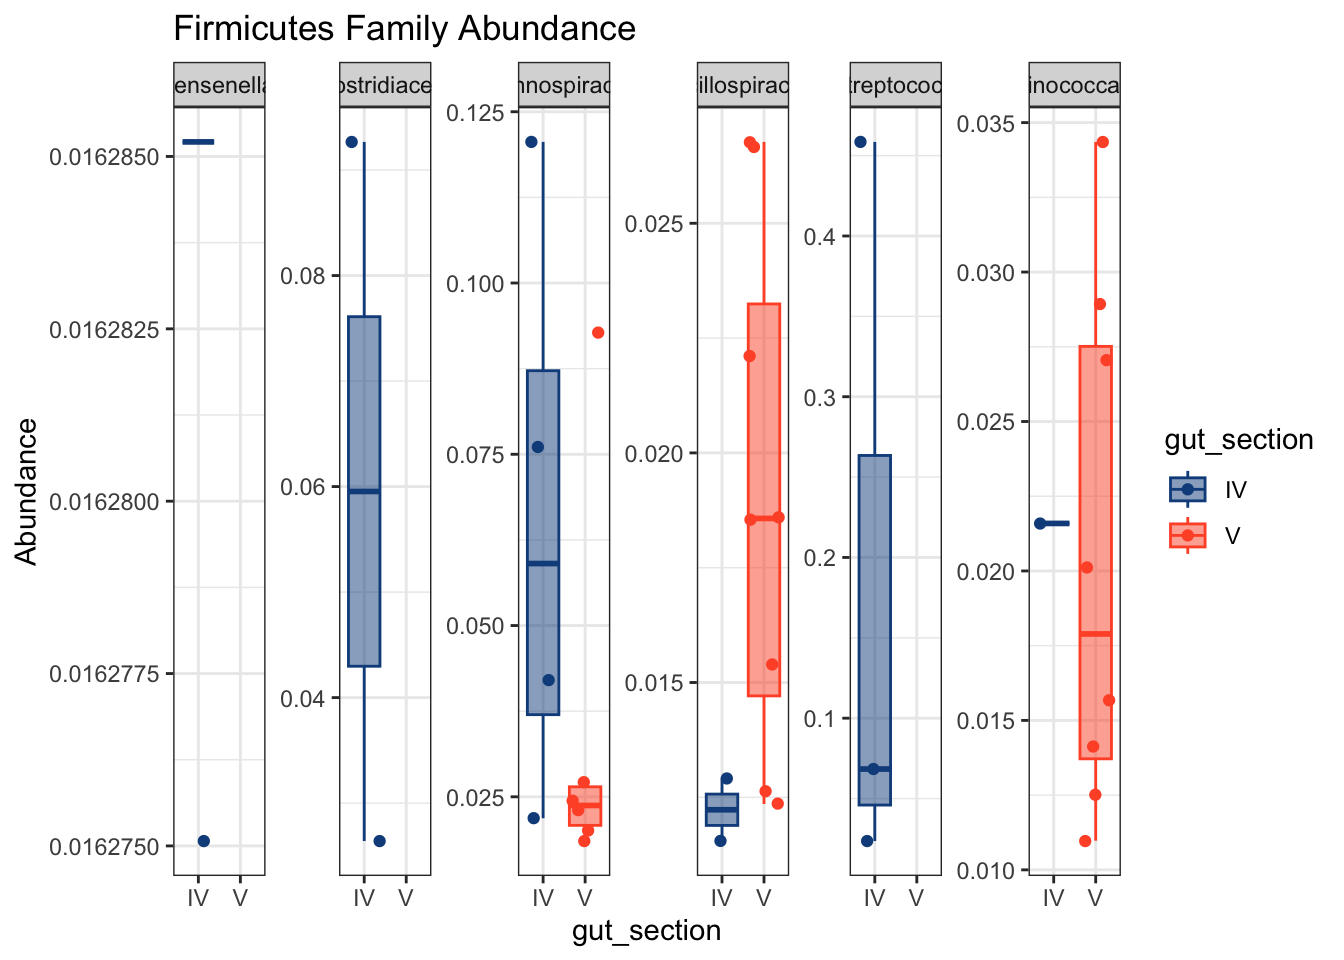 Firmicutes Family Abundance
ensenella
ostridiace
nnospirac
illospirac
treptococ
inococca
0.0162850
0.0162825
0.0162800
0.0162775
0.0162750
0.08
0.06
0.04
0.125
0.100
0.075
0.050
0.025
0.025
0.020
0.015
0.4
0.3
0.2
0.1
0.035
0.030
0.025
0.020
0.015
0.010
IV V
IV V
IV V
IV V
IV V
IV V
gut_section
Abundance
gut_section
IV
V